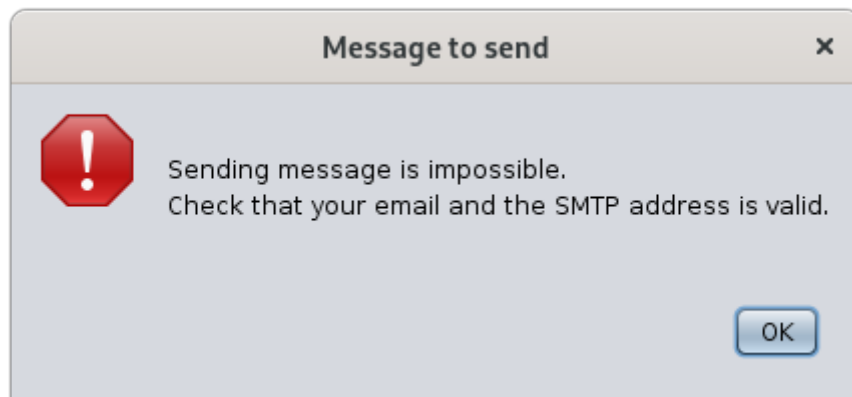 Message to send
Sending message is impossible.
Check that your email and the SMTP address is valid.
OK